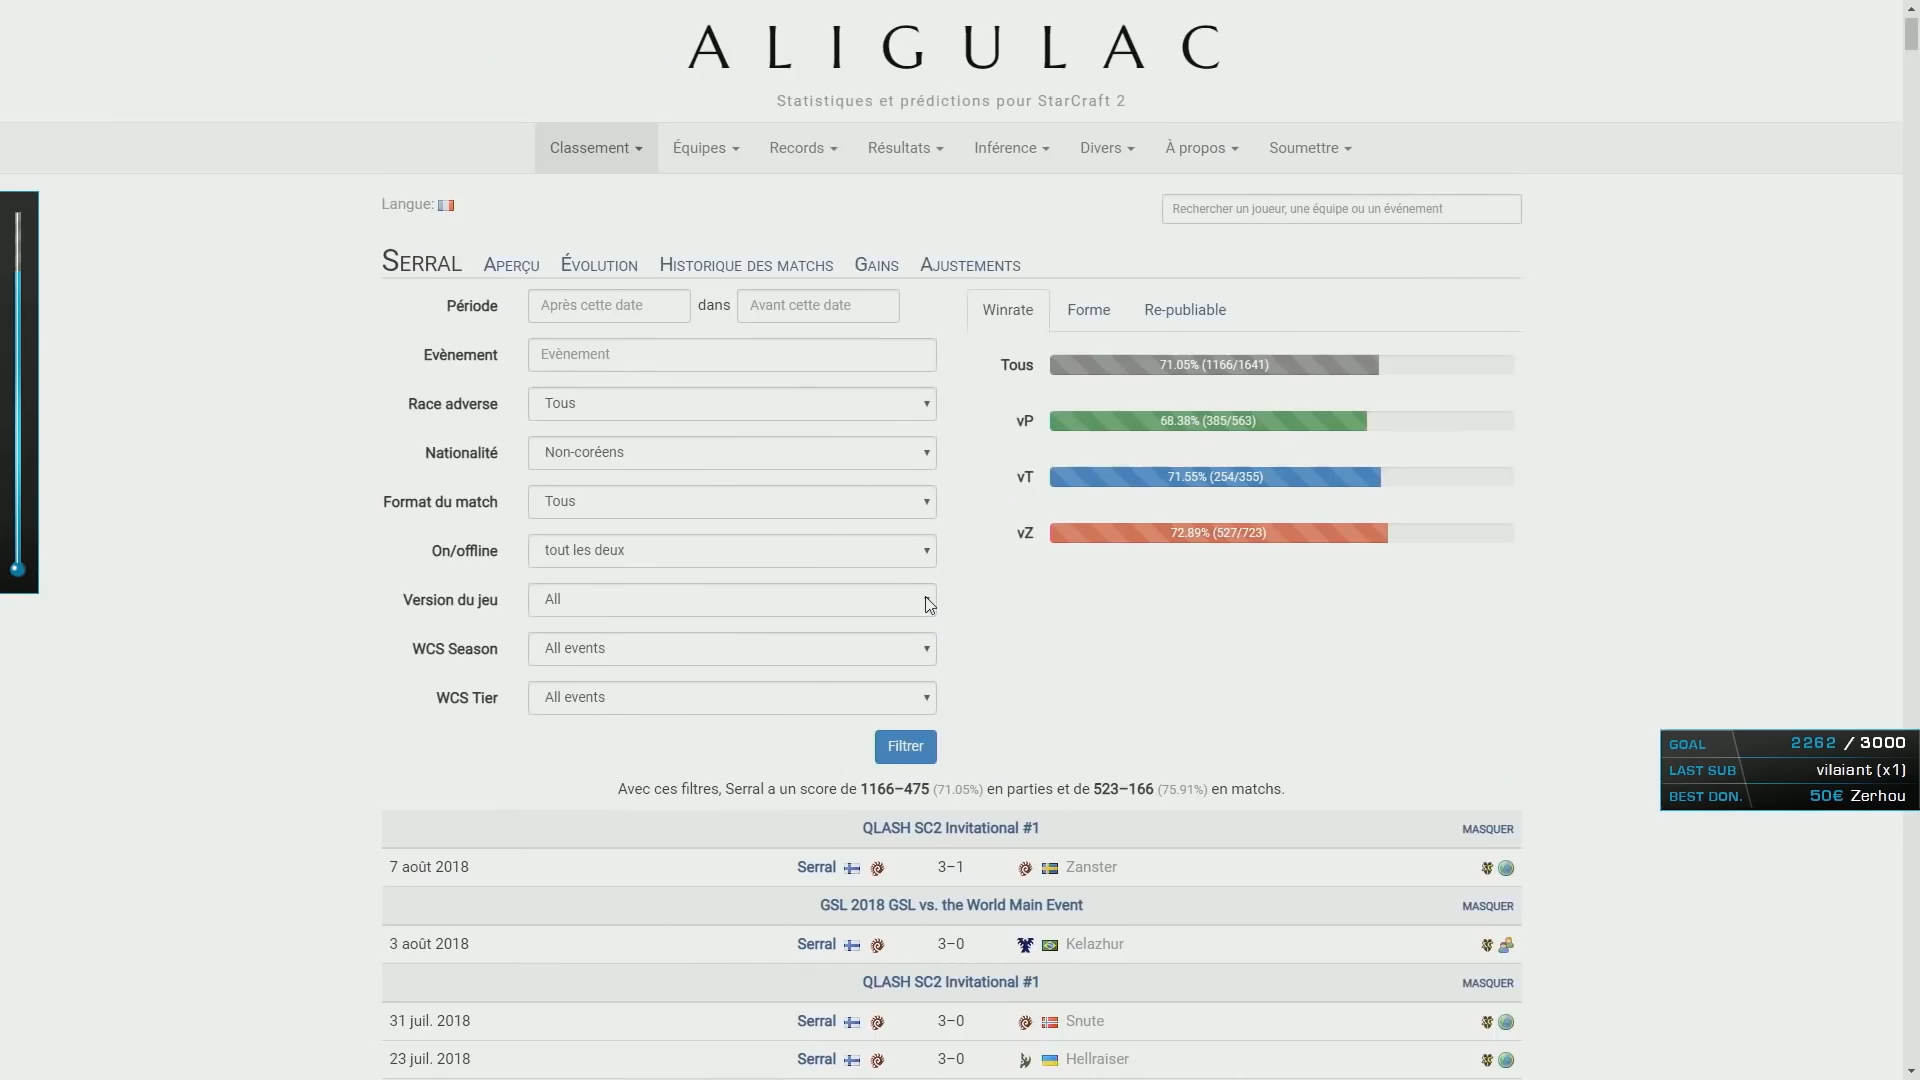 ALIGULAC
Statistiques et prédictions pour StarCraft 2
Classement Équipes Records Résultats Inférence Divers À propos Soumettre
Langue:
Rechercher un joueur, une équipe ou un événement
Serral Aperçu Évolution Historique des matchs Gains Ajustements
Période Après cette date dans Avant cette date
Winrate Forme Re-publiable
Evènement Evènement
Tous 71.05% (1166/1641)
Race adverse Tous
vP 68.38% (385/563)
Nationalité Non-coréens
vT 71.55% (254/355)
Format du match Tous
vZ 72.89% (527/723)
On/offline tout les deux
Version du jeu All
WCS Season All events
WCS Tier All events
Filtrer
GOAL 2262 / 3000
LAST SUB vilaiant (x1)
BEST DON. 50€ Zerhou
Avec ces filtres, Serral a un score de 1166–475 (71.05%) en parties et de 523–166 (75.91%) en matchs.
QLASH SC2 Invitational #1 MASQUER
7 août 2018 Serral 3–1 Zanster
GSL 2018 GSL vs. the World Main Event MASQUER
3 août 2018 Serral 3–0 Kelazhur
QLASH SC2 Invitational #1 MASQUER
31 juil. 2018 Serral 3–0 Snute
23 juil. 2018 Serral 3–0 Hellraiser